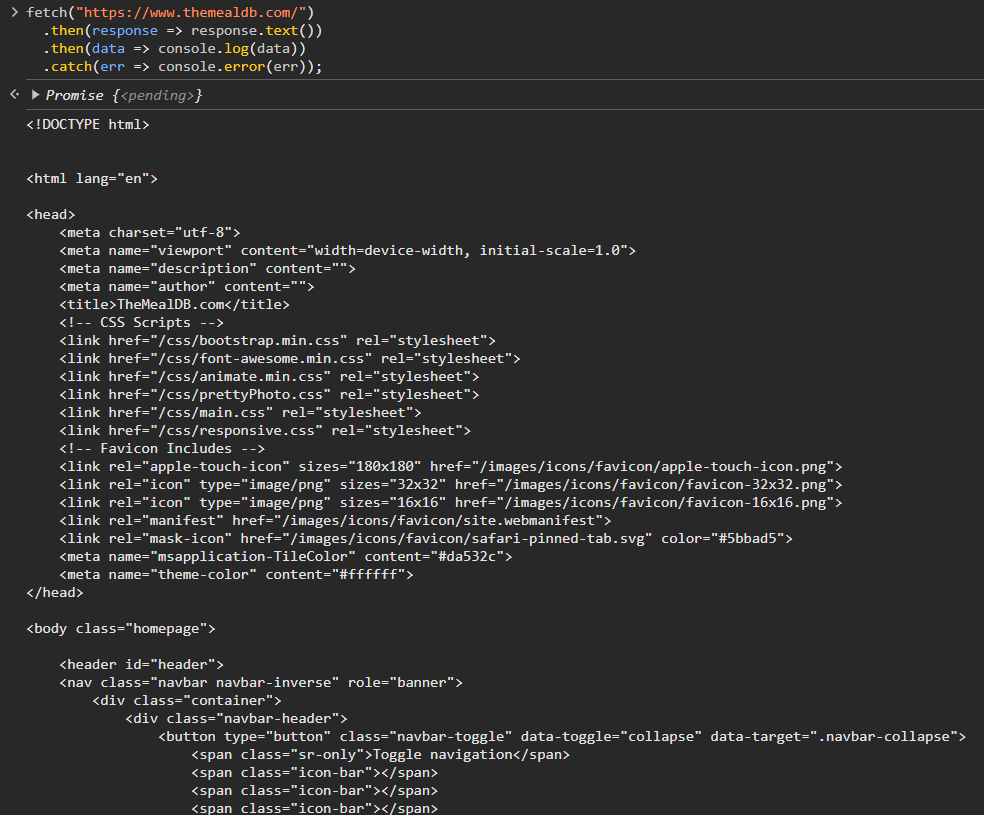 fetch("https://www.themealdb.com/")
.then(response => response.text())
.then(data => console.log(data))
.catch(err => console.error(err));
Promise {<pending>}
<!DOCTYPE html>
<html lang="en">
<head>
<meta charset="utf-8">
<meta name="viewport" content="width=device-width, initial-scale=1.0">
<meta name="description" content="">
<meta name="author" content="">
<title>TheMealDB.com</title>
<!-- CSS Scripts -->
<link href="/css/bootstrap.min.css" rel="stylesheet">
<link href="/css/font-awesome.min.css" rel="stylesheet">
<link href="/css/animate.min.css" rel="stylesheet">
<link href="/css/prettyPhoto.css" rel="stylesheet">
<link href="/css/main.css" rel="stylesheet">
<link href="/css/responsive.css" rel="stylesheet">
<!-- Favicon Includes -->
<link rel="apple-touch-icon" sizes="180x180" href="/images/icons/favicon/apple-touch-icon.png">
<link rel="icon" type="image/png" sizes="32x32" href="/images/icons/favicon/favicon-32x32.png">
<link rel="icon" type="image/png" sizes="16x16" href="/images/icons/favicon/favicon-16x16.png">
<link rel="manifest" href="/images/icons/favicon/site.webmanifest">
<link rel="mask-icon" href="/images/icons/favicon/safari-pinned-tab.svg" color="#5bbad5">
<meta name="msapplication-TileColor" content="#da532c">
<meta name="theme-color" content="#ffffff">
</head>
<body class="homepage">
<header id="header">
<nav class="navbar navbar-inverse" role="banner">
<div class="container">
<div class="navbar-header">
<button type="button" class="navbar-toggle" data-toggle="collapse" data-target=".navbar-collapse">
<span class="sr-only">Toggle navigation</span>
<span class="icon-bar"></span>
<span class="icon-bar"></span>
<span class="icon-bar"></span>